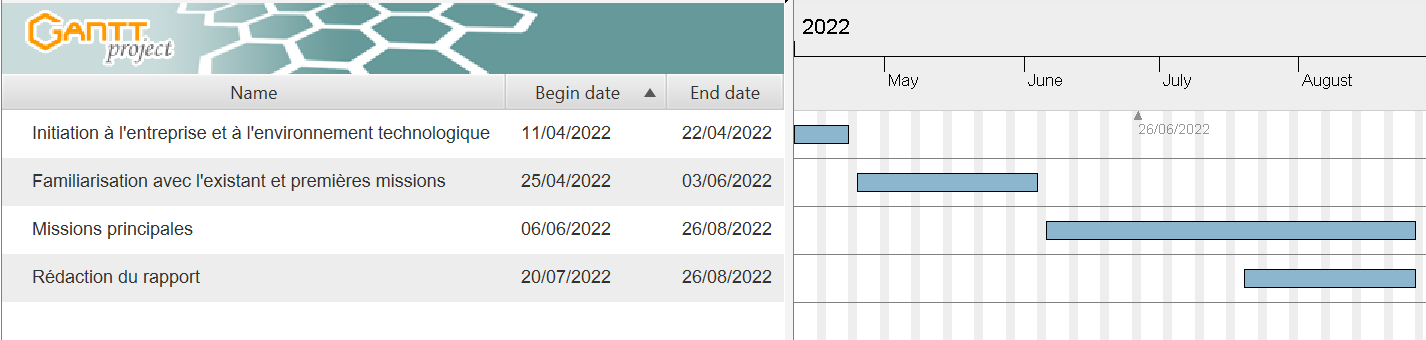 GANTT
project
2022
May June July August
Name Begin date End date
Initiation à l'entreprise et à l'environnement technologique 11/04/2022 22/04/2022
26/06/2022
Familiarisation avec l'existant et premières missions 25/04/2022 03/06/2022
Missions principales 06/06/2022 26/08/2022
Rédaction du rapport 20/07/2022 26/08/2022